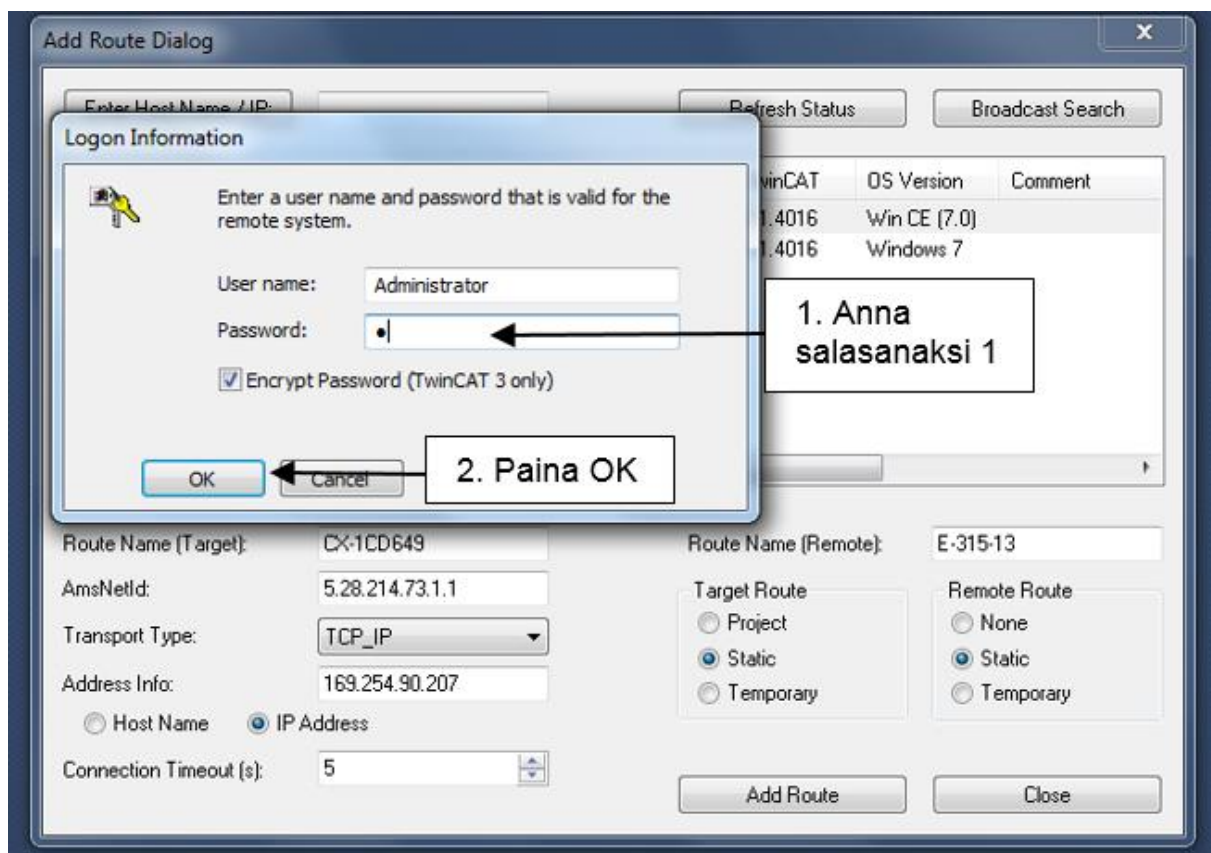 Add Route Dialog
Enter Host Name / IP:
Refresh Status
Broadcast Search
Logon Information
Enter a user name and password that is valid for the
remote system.
User name:
Administrator
Password:
Encrypt Password (TwinCAT 3 only)
OK
Cancel
winCAT
OS Version
Comment
1.4016
Win CE (7.0)
1.4016
Windows 7
1. Anna
salasanaksi 1
2. Paina OK
Route Name (Target):
CX-1CD649
Route Name (Remote):
E-315-13
AmsNetId:
5.28.214.73.1.1
Transport Type:
TCP_IP
Address Info:
169.254.90.207
Host Name
IP Address
Connection Timeout (s):
5
Target Route
Project
Static
Temporary
Remote Route
None
Static
Temporary
Add Route
Close